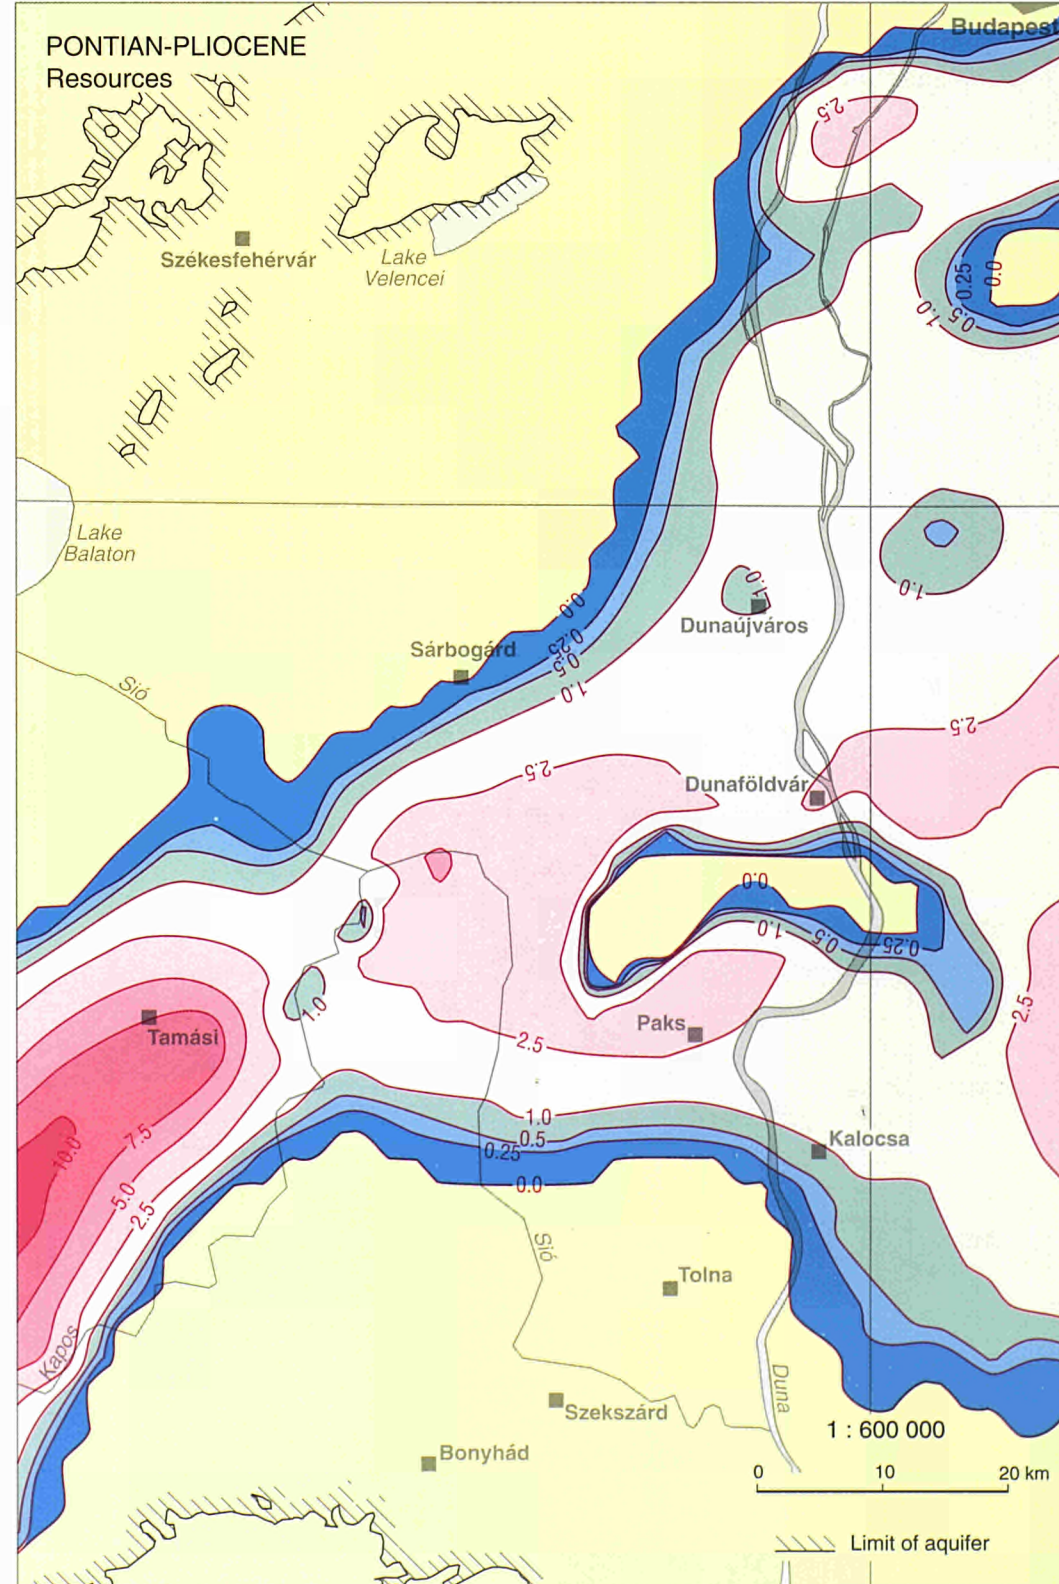 PONTIAN-PLIOCENE
Resources
Budapest
2.5
Székesfehérvár
Lake
Velencei
0.25
0.0
1.0
0.5
Lake
Balaton
1.0
1.0
Dunaújváros
0.0
0.25
0.5
1.0
Sárbogárd
Sió
2.5
2.5
Dunaföldvár
0.0
1.0
0.5
0.25
1.0
2.5
Paks
2.5
Tamási
7.5
10.0
5.0
2.5
1.0
0.5
0.25
0.0
Kalocsa
Sió
Tolna
Kapos
Duna
Szekszárd
Bonyhád
1 : 600 000
0 10 20 km
Limit of aquifer